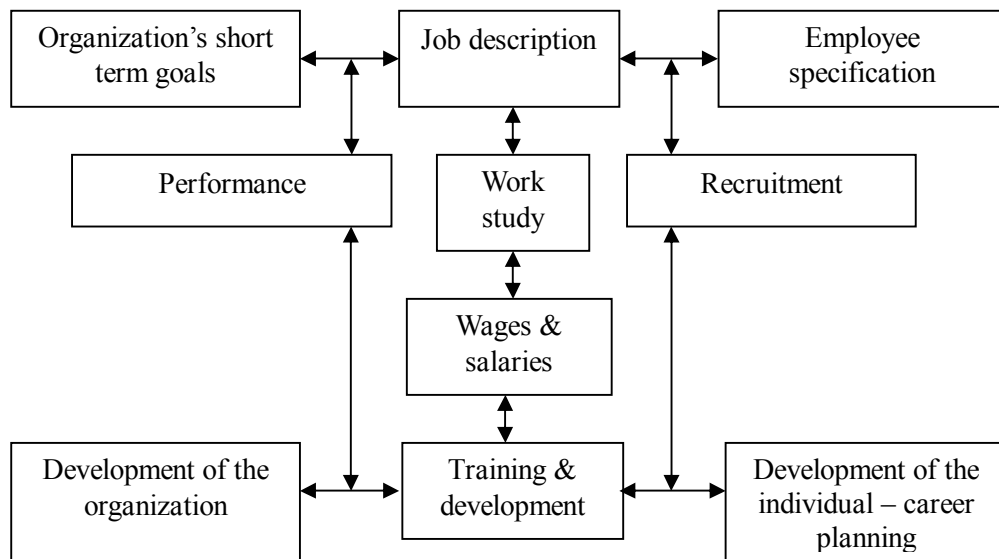 Organization’s short
term goals
Job description
Employee
specification
Performance
Work
study
Recruitment
Wages &
salaries
Development of the
organization
Training &
development
Development of the
individual – career
planning